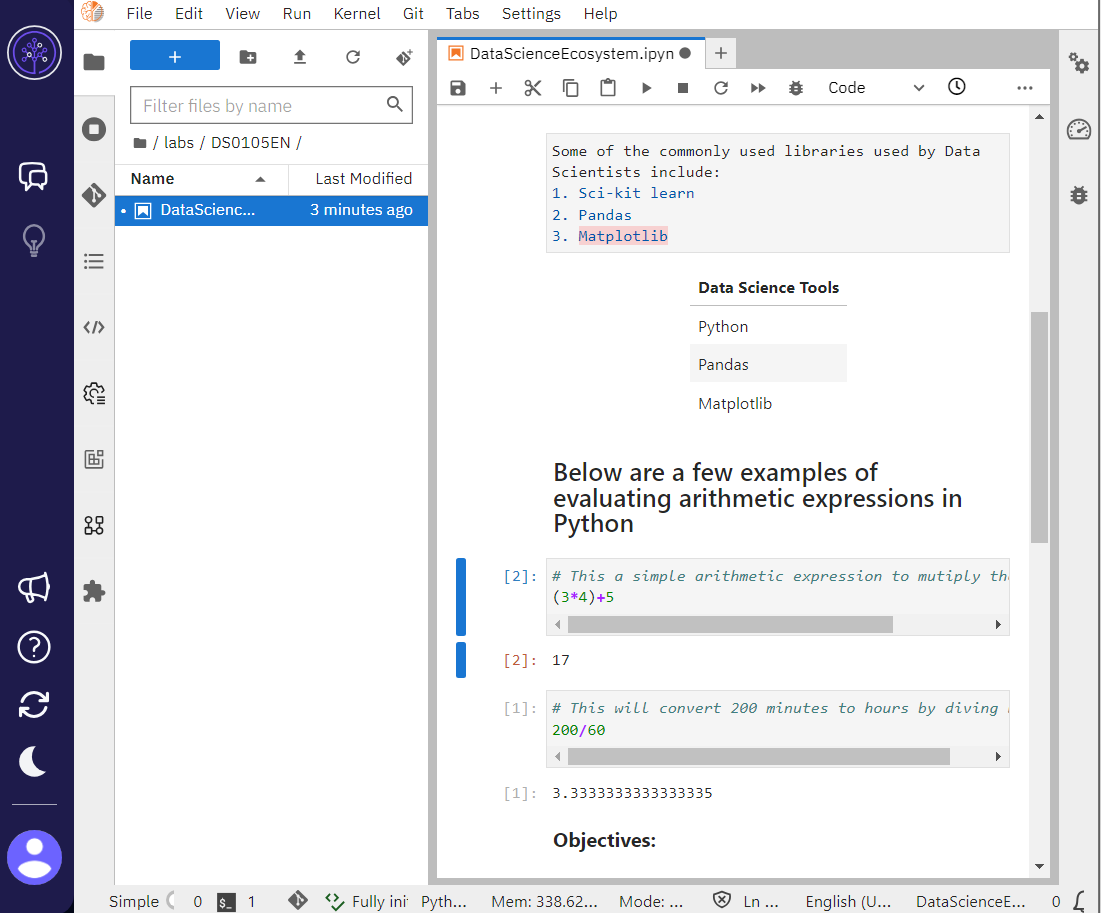 File Edit View Run Kernel Git Tabs Settings Help
+
Filter files by name
/ labs / DS0105EN /
Name Last Modified
DataScienc... 3 minutes ago
DataScienceEcosystem.ipyn
Code
Some of the commonly used libraries used by Data
Scientists include:
1. Sci-kit learn
2. Pandas
3. Matplotlib
Data Science Tools
Python
Pandas
Matplotlib
Below are a few examples of
evaluating arithmetic expressions in
Python
[2]: # This a simple arithmetic expression to mutiply the
(3*4)+5
[2]: 17
[1]: # This will convert 200 minutes to hours by diving
200/60
[1]: 3.3333333333333335
Objectives:
Simple 0 $_ 1 Fully ini Pyth... Mem: 338.62... Mode: ... Ln ... English (U... DataScienceE... 0